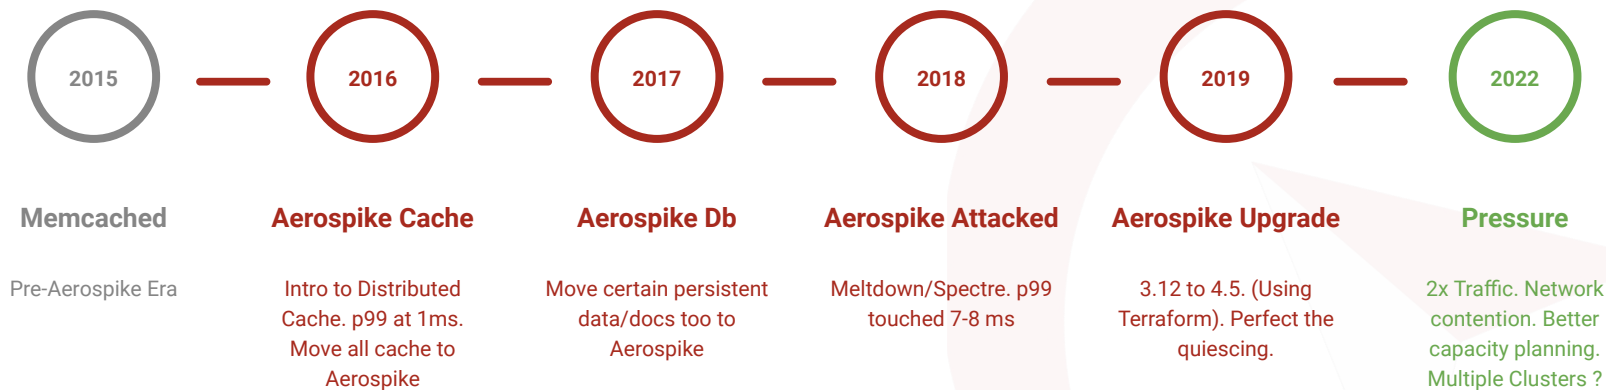 2015
2016
2017
2018
2019
2022
Memcached
Aerospike Cache
Aerospike Db
Aerospike Attacked
Aerospike Upgrade
Pressure
Pre-Aerospike Era
Intro to Distributed
Cache. p99 at 1ms.
Move all cache to
Aerospike
Move certain persistent
data/docs too to
Aerospike
Meltdown/Spectre. p99
touched 7-8 ms
3.12 to 4.5. (Using
Terraform). Perfect the
quiescing.
2x Traffic. Network
contention. Better
capacity planning.
Multiple Clusters ?